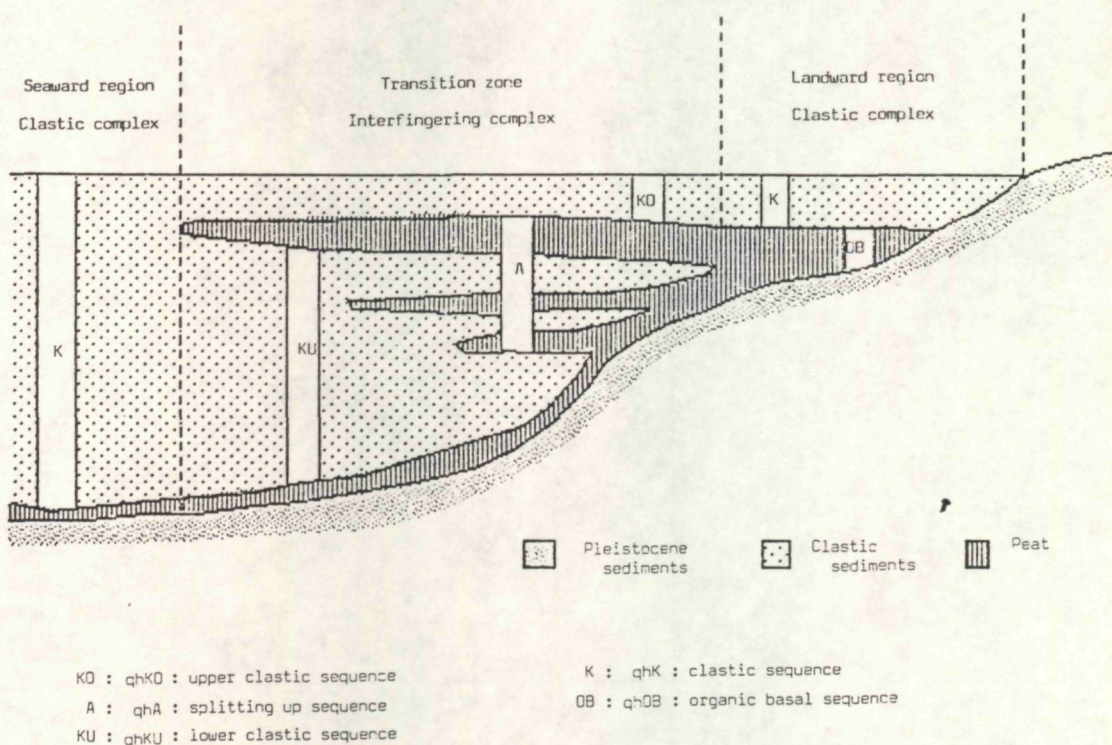 Seaward region
Clastic complex
Transition zone
Interfingering complex
Landward region
Clastic complex
KO
K
OB
A
K
KU
Pleistocene
sediments
Clastic
sediments
Peat
KO : qhKO : upper clastic sequence
A : qhA : splitting up sequence
KU : qhKU : lower clastic sequence
K : qhK : clastic sequence
OB : qhOB : organic basal sequence